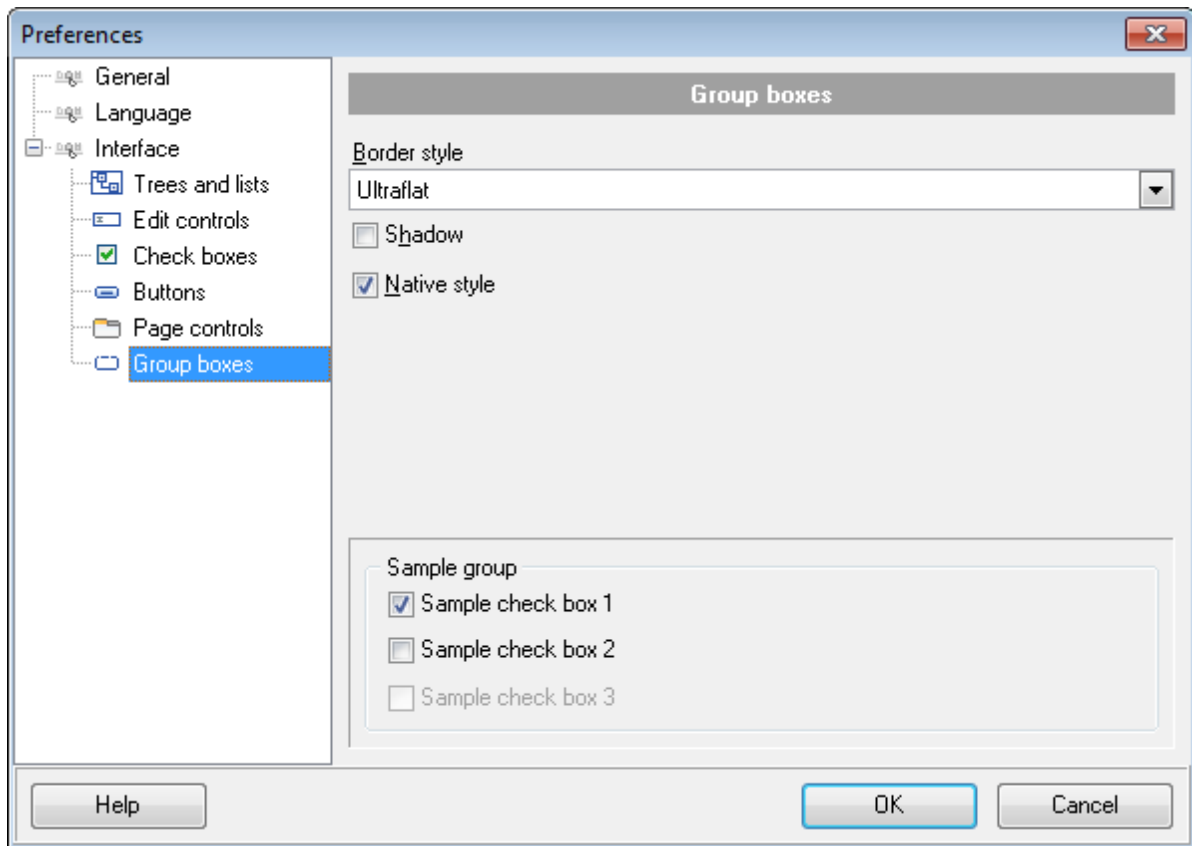 Preferences
General
Language
Interface
Trees and lists
Edit controls
Check boxes
Buttons
Page controls
Group boxes
Group boxes
Border style
Ultraflat
Shadow
Native style
Sample group
Sample check box 1
Sample check box 2
Sample check box 3
Help
OK
Cancel